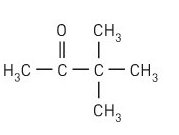 O CH₃
H₃C — C — C — CH₃
CH₃